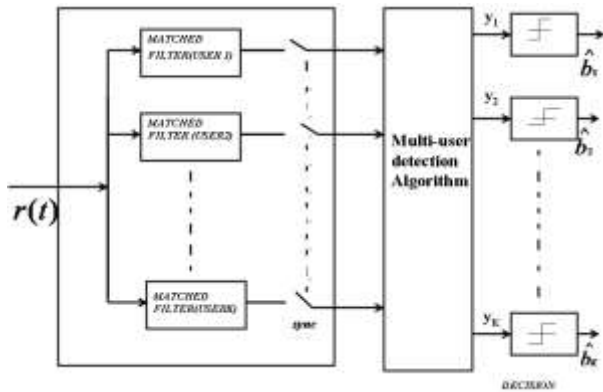 MATCHED
FILTER(USER 1)
MATCHED
FILTER (USER2)
MATCHED
FILTER(USERK)
r(t)
sync
Multi-user
detection
Algorithm
y1
b̂1
y2
b̂2
yK
b̂K
DECISION